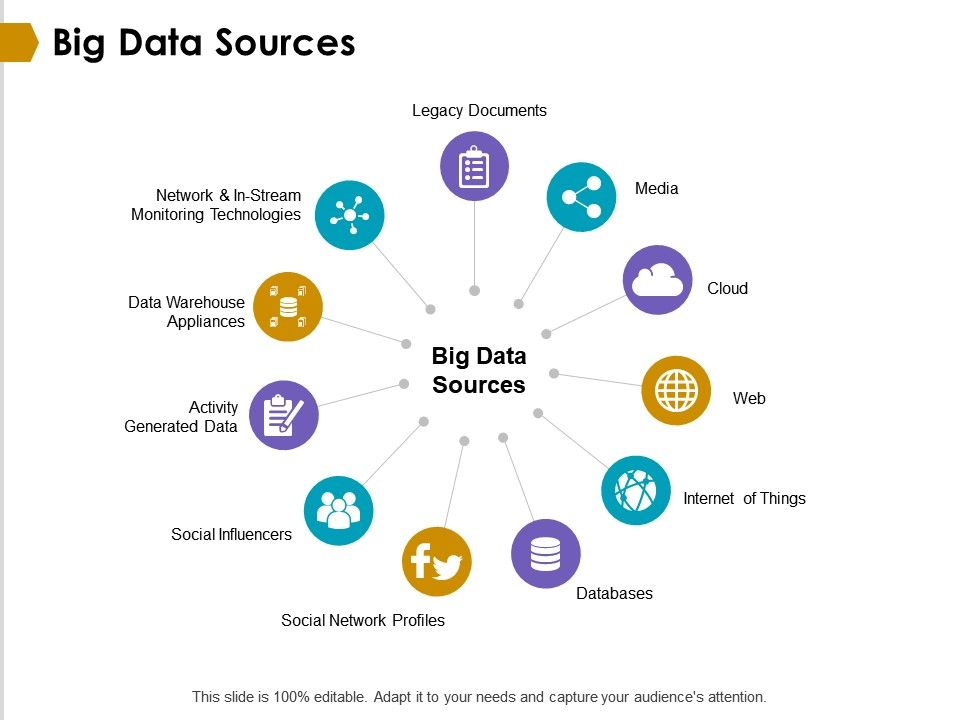 Big Data Sources
Legacy Documents
Media
Cloud
Web
Internet of Things
Databases
Social Network Profiles
Social Influencers
Activity
Generated Data
Data Warehouse
Appliances
Network & In-Stream
Monitoring Technologies
Big Data
Sources
This slide is 100% editable. Adapt it to your needs and capture your audience's attention.